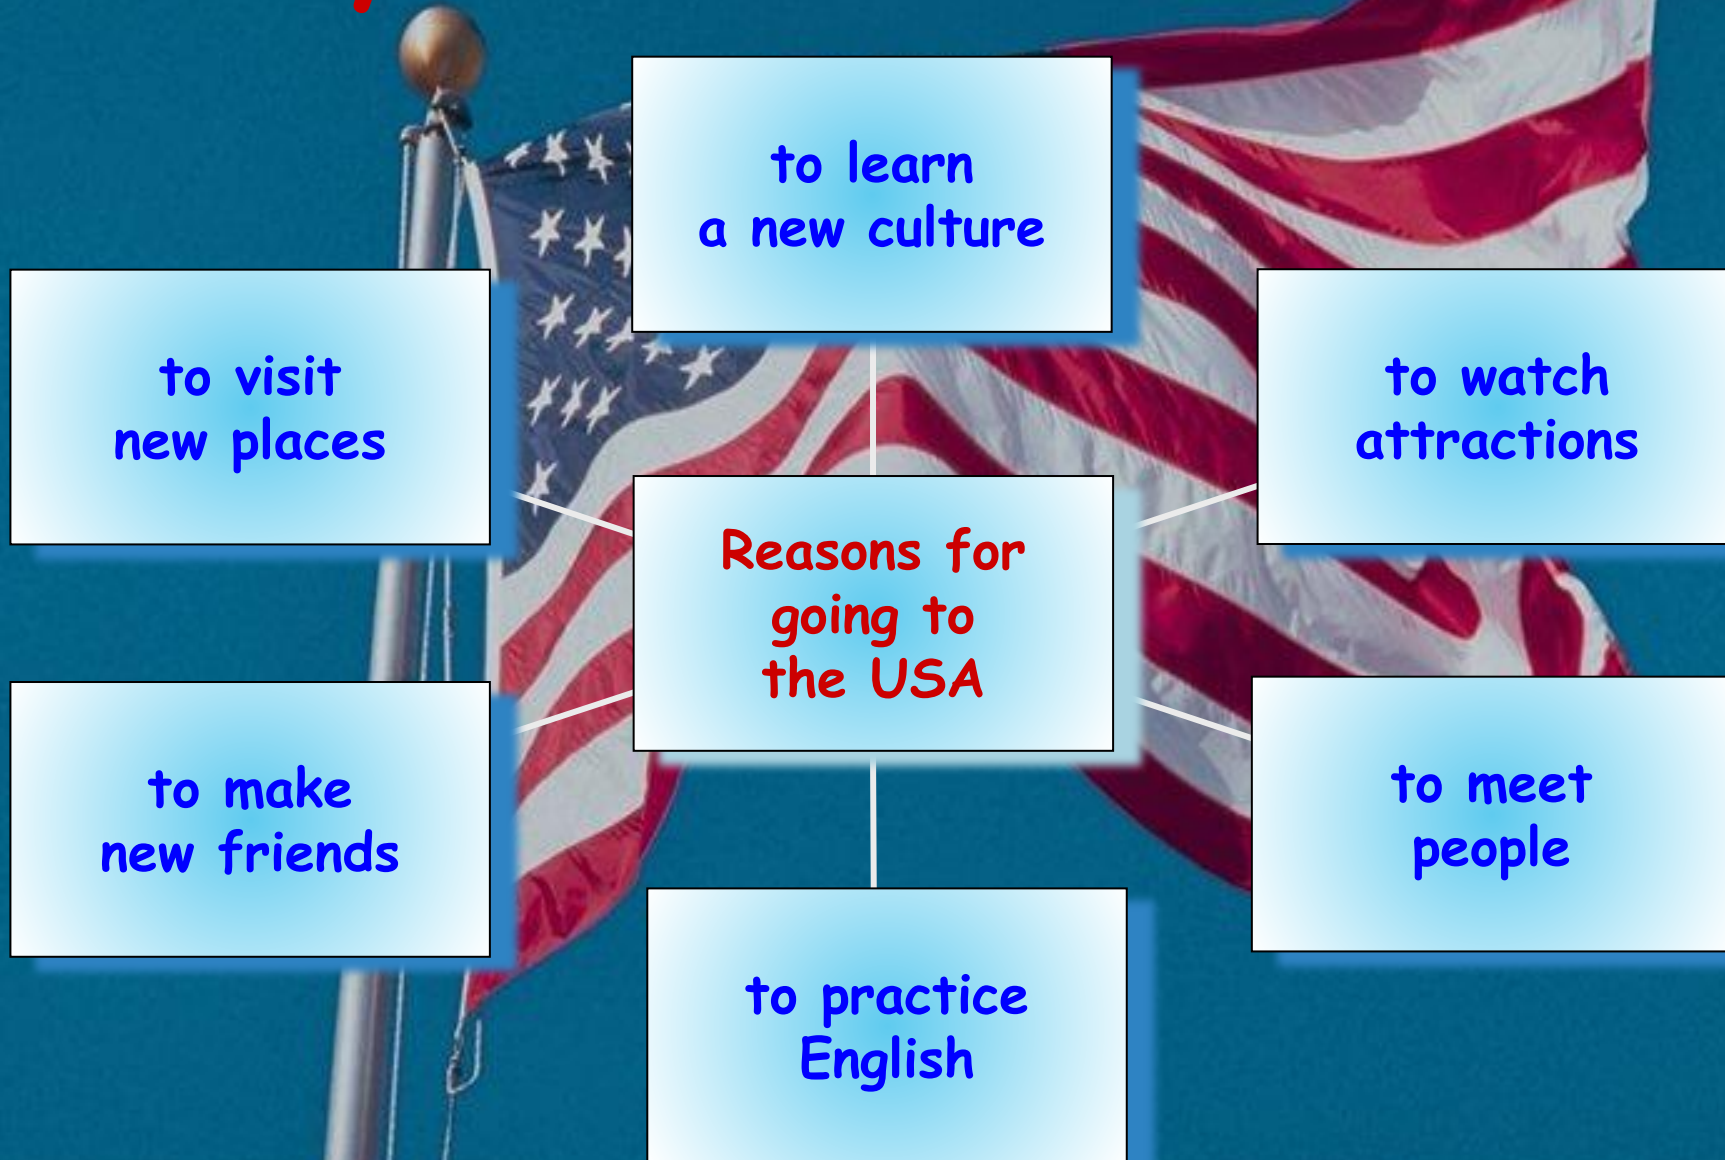 to learn
a new culture
to visit
new places
to watch
attractions
Reasons for
going to
the USA
to make
new friends
to meet
people
to practice
English